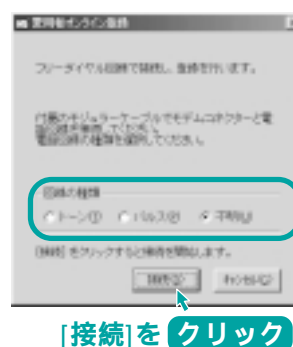 愛用者オンライン登録
フリーダイヤル回線で接続し、登録を行います。
付属のモジュラーケーブルでモデムコネクターと電
話回線を接続してください。
電話回線の種類を選択してください。
回線の種類
トーン(T) パルス(P) 不明(U)
[接続] をクリックすると接続を開始します。
接続(C) キャンセル(C)
[接続]を クリック